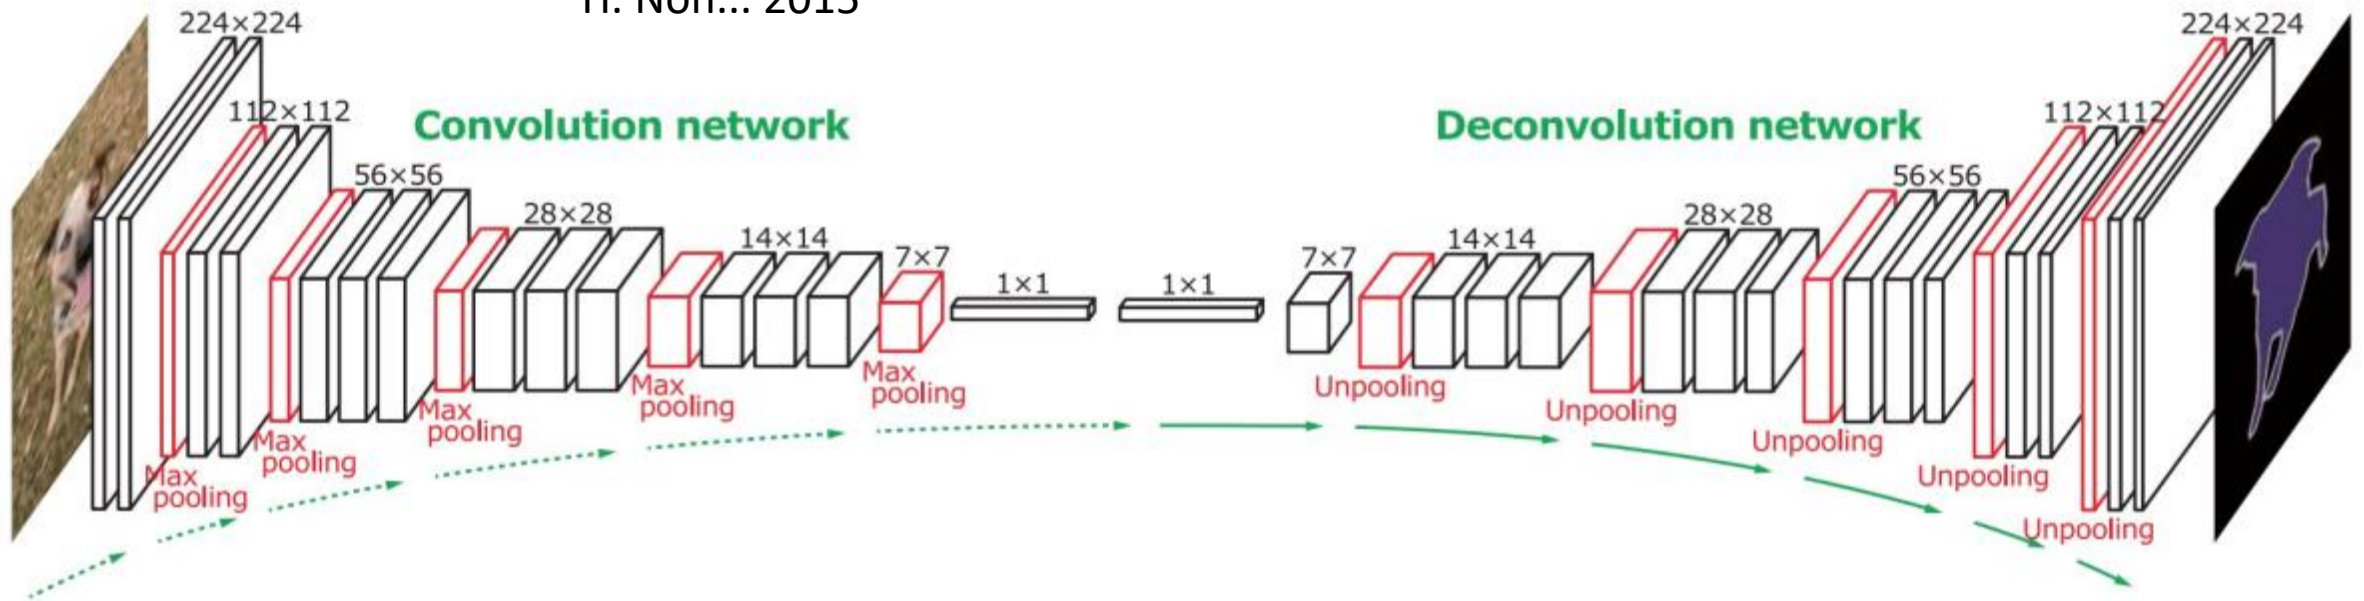 H. Noh... 2015
224×224
112×112
Convolution network
56×56
28×28
14×14
7×7
1×1
1×1
7×7
14×14
28×28
56×56
Deconvolution network
112×112
224×224
Max
pooling
Max
pooling
Max
pooling
Max
pooling
Max
pooling
Unpooling
Unpooling
Unpooling
Unpooling
Unpooling